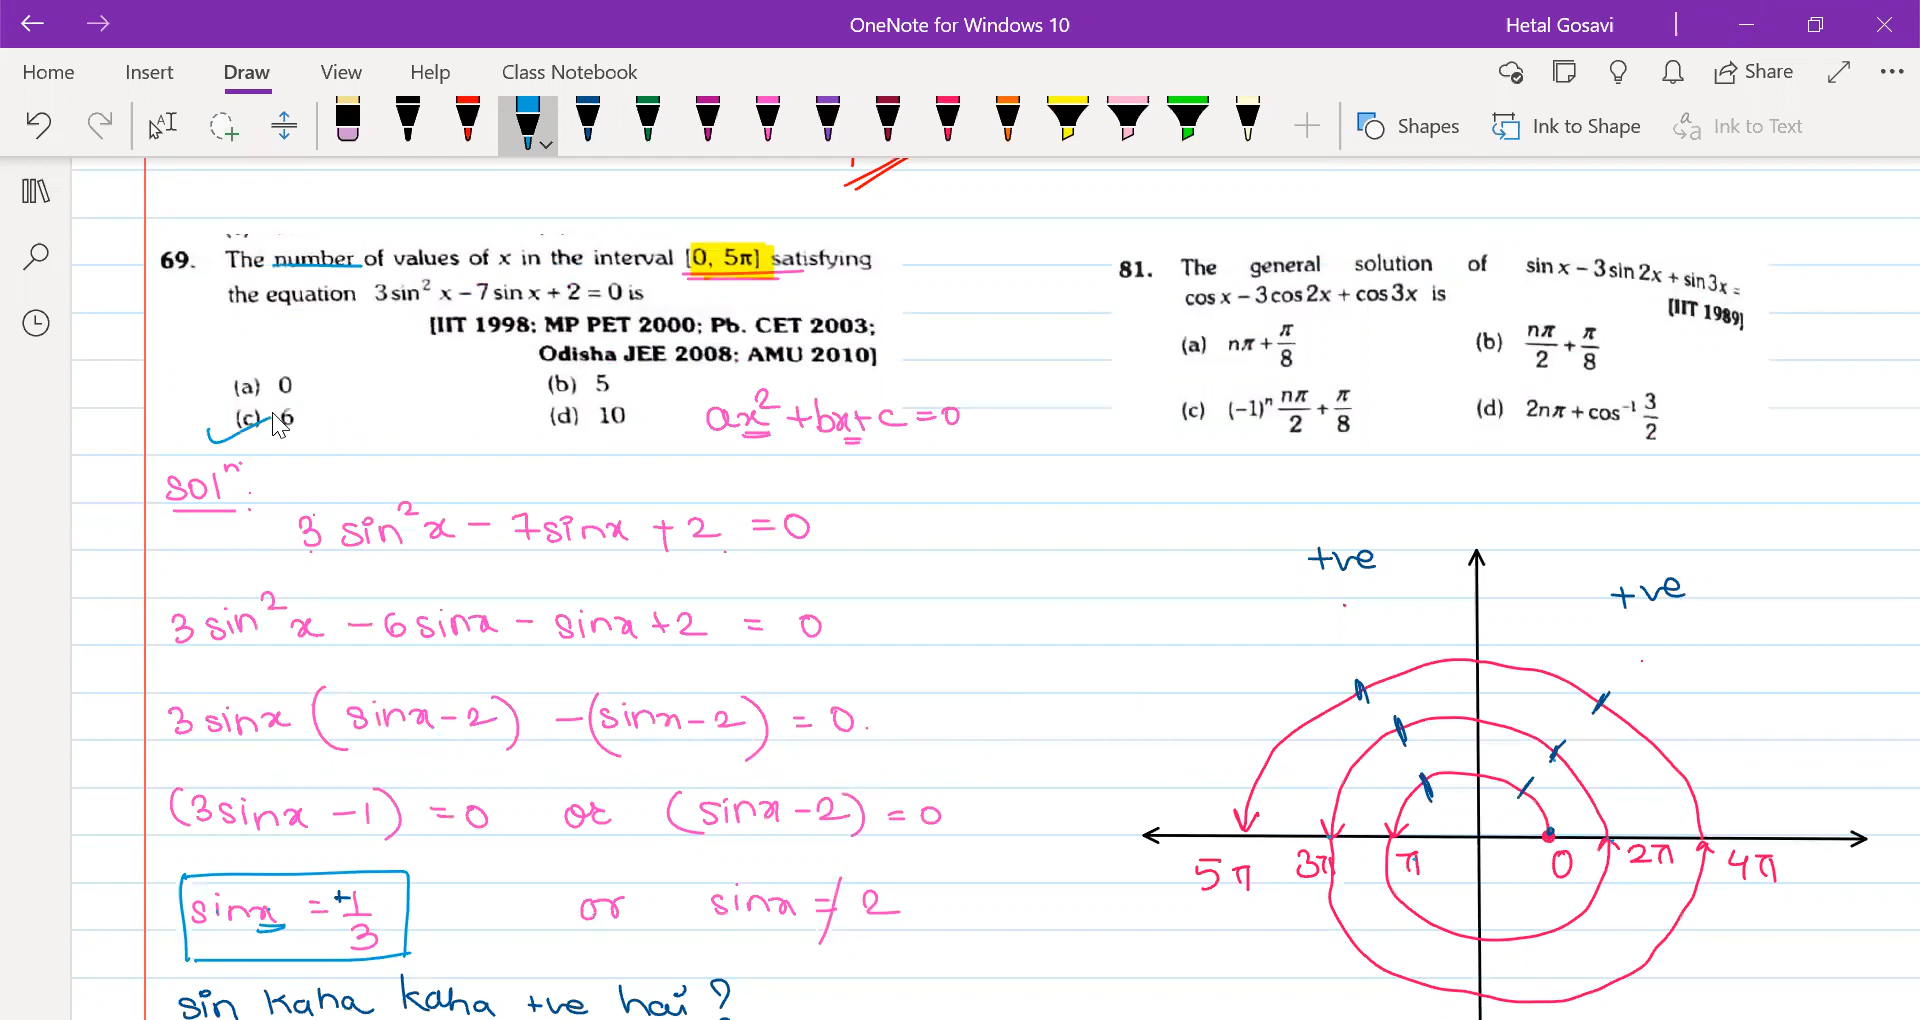 OneNote for Windows 10
Hetal Gosavi
Home Insert Draw View Help Class Notebook
Share
Shapes Ink to Shape Ink to Text
69. The number of values of x in the interval [0, 5π] satisfying
the equation 3 sin² x – 7 sin x + 2 = 0 is
[IIT 1998; MP PET 2000; Pb. CET 2003;
Odisha JEE 2008; AMU 2010]
(a) 0 (b) 5
(c) 6 (d) 10
ax² + bx + c = 0
Solⁿ:
3 sin²x – 7sinx + 2 = 0
3 sin²x – 6sinx – sinx + 2 = 0
3 sinx (sinx – 2) – (sinx – 2) = 0.
(3sinx – 1) = 0 or (sinx – 2) = 0
sinx = +1/3 or sinx ≠ 2
sin kaha kaha +ve hai ?
81. The general solution of sin x – 3 sin 2x + sin 3x =
cos x – 3 cos 2x + cos 3x is
[IIT 1989]
(a) nπ + π/8 (b) nπ/2 + π/8
(c) (–1)ⁿ nπ/2 + π/8 (d) 2nπ + cos⁻¹ 3/2
+ve +ve
5π 3π π 0 2π 4π